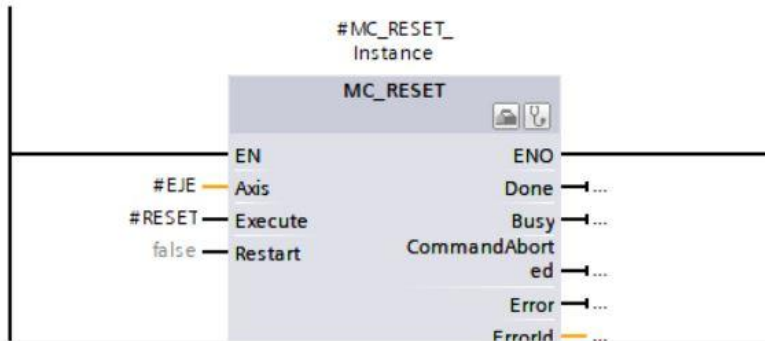 #MC_RESET_
Instance
MC_RESET
EN ENO
#EJE Axis Done ...
#RESET Execute Busy ...
false Restart CommandAbort
ed ...
Error ...
ErrorId ...